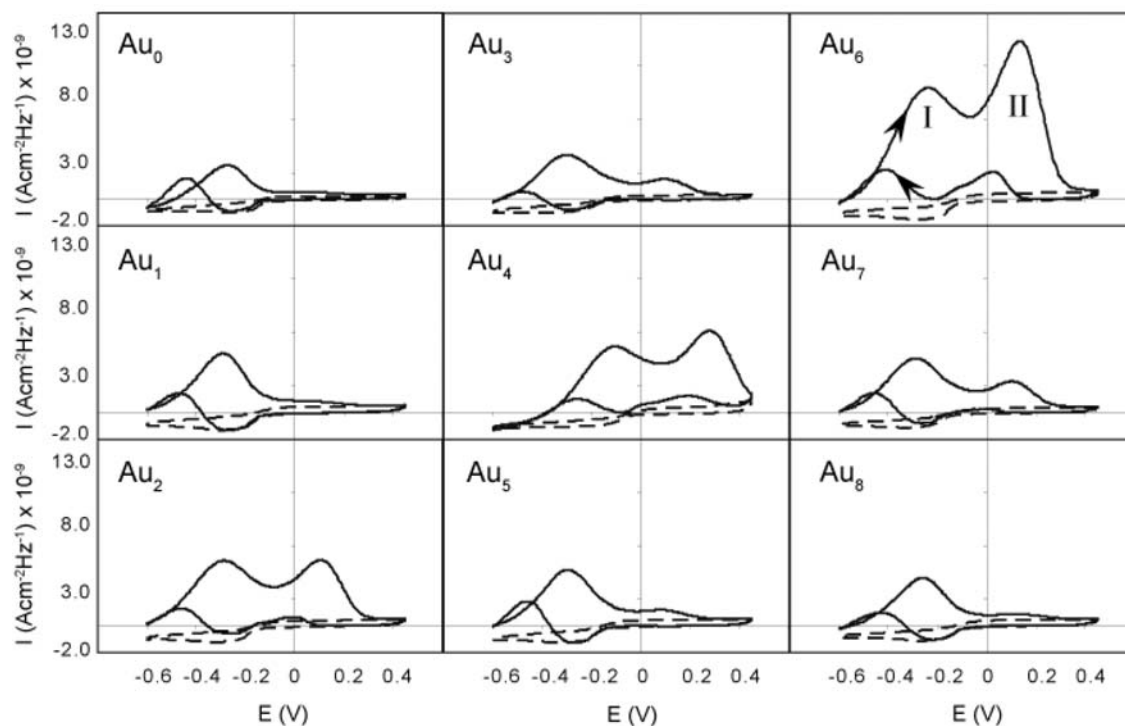 Au₀
Au₃
Au₆
I
II
13.0
8.0
3.0
-2.0
I (Acm⁻²Hz⁻¹) x 10⁻⁹
Au₁
Au₄
Au₇
13.0
8.0
3.0
-2.0
I (Acm⁻²Hz⁻¹) x 10⁻⁹
Au₂
Au₅
Au₈
13.0
8.0
3.0
-2.0
I (Acm⁻²Hz⁻¹) x 10⁻⁹
-0.6 -0.4 -0.2 0 0.2 0.4
-0.6 -0.4 -0.2 0 0.2 0.4
-0.6 -0.4 -0.2 0 0.2 0.4
E (V)
E (V)
E (V)